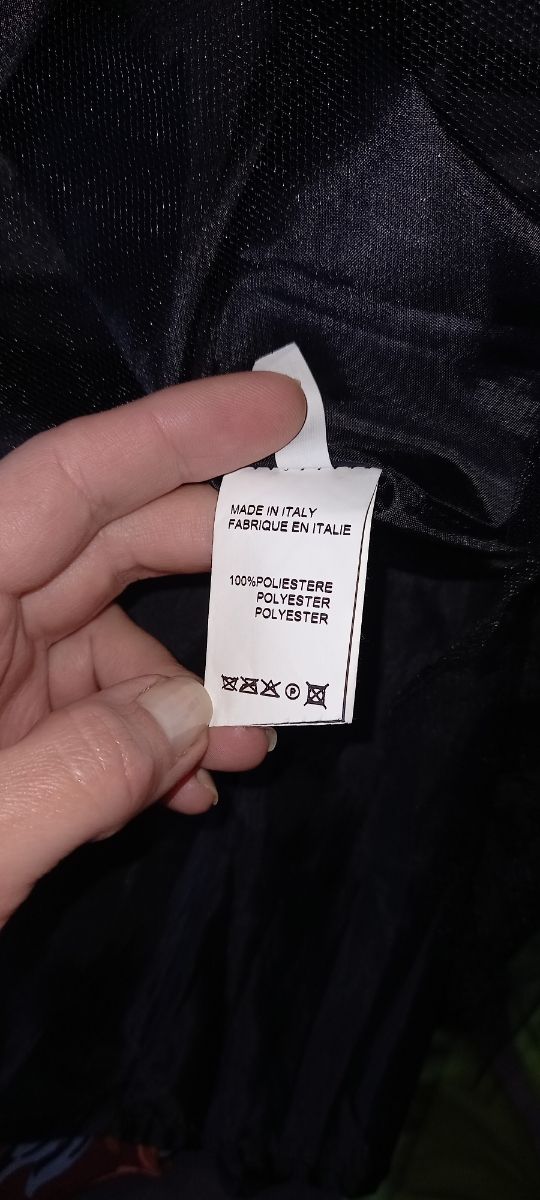 MADE IN ITALY
FABRIQUE EN ITALIE
100%POLIESTERE
POLYESTER
POLYESTER
P